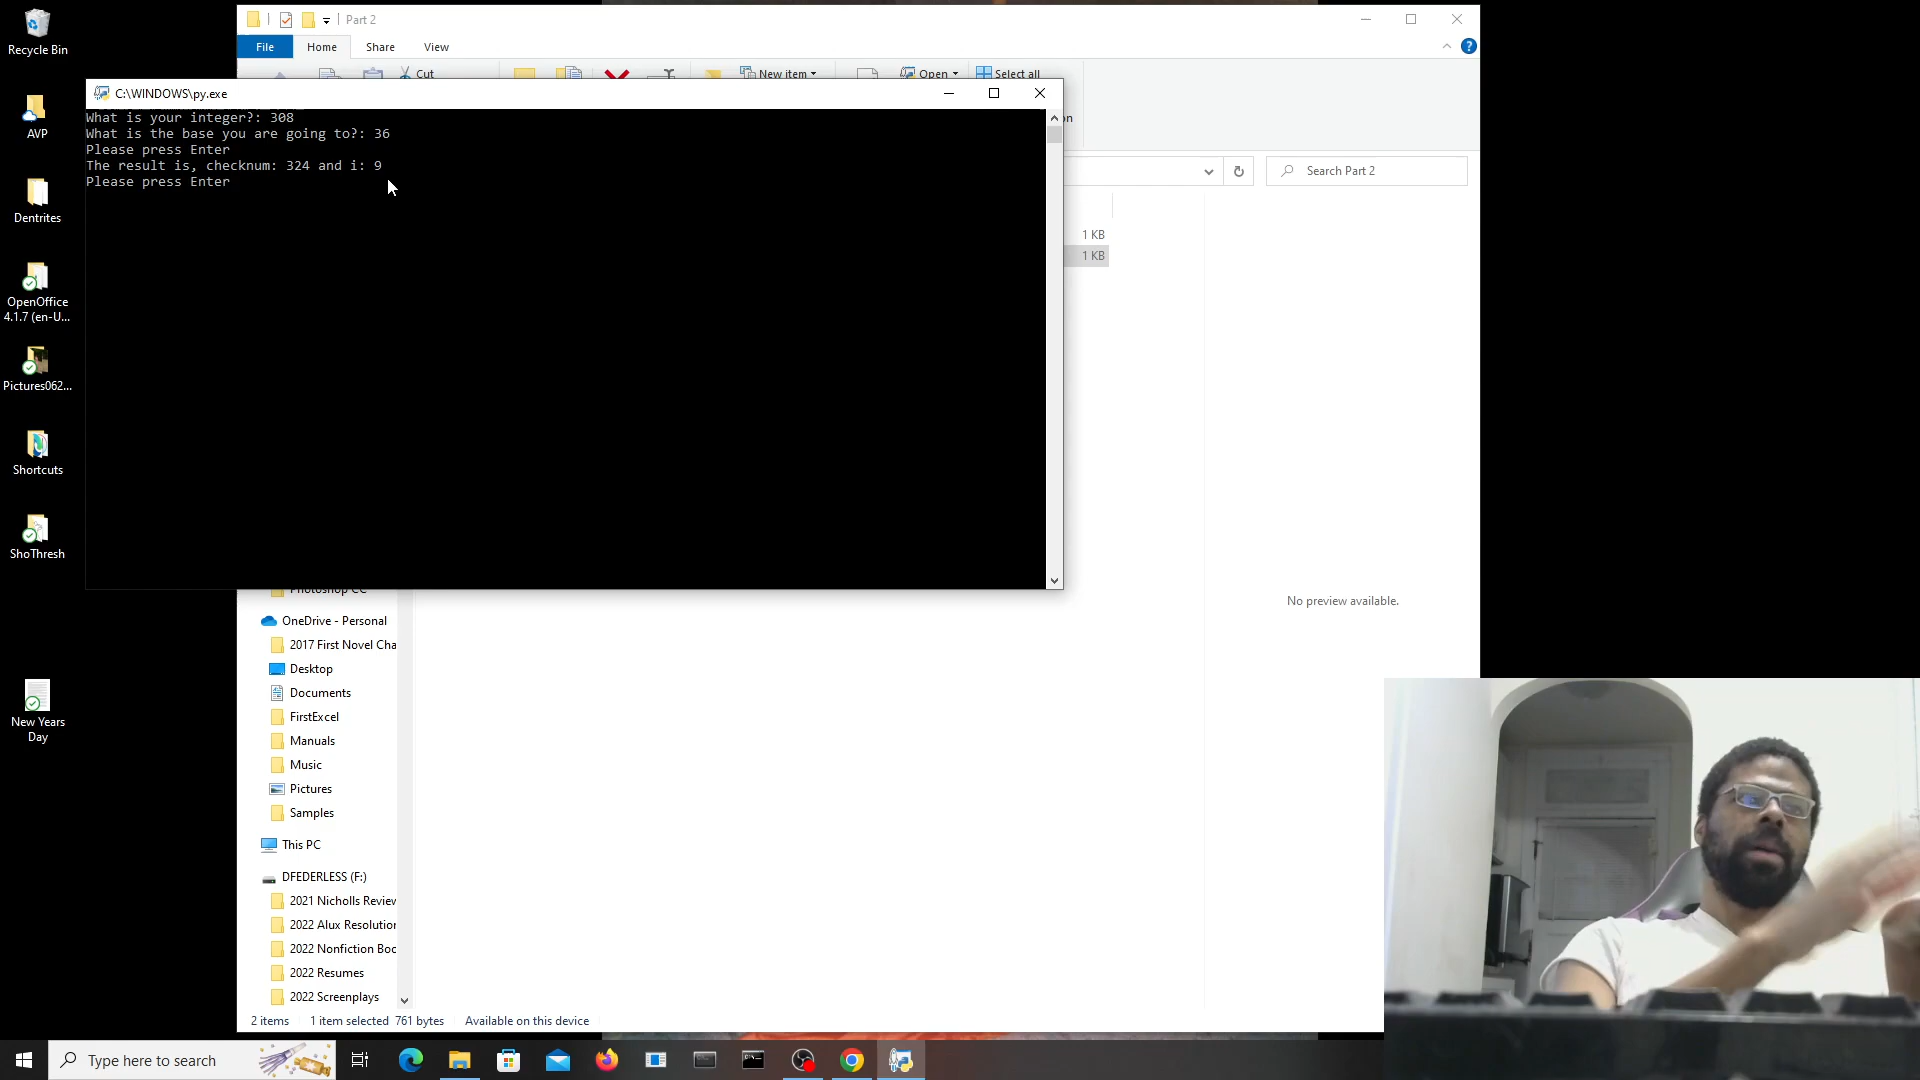 Recycle Bin
AVP
Dentrites
OpenOffice
4.1.7 (en-U...
Pictures062...
Shortcuts
ShoThresh
New Years
Day
Part 2
File
Home
Share
View
Cut
New item
Open
Select all
C:\WINDOWS\py.exe
What is your integer?: 308
What is the base you are going to?: 36
Please press Enter
The result is, checknum: 324 and i: 9
Please press Enter
Search Part 2
1 KB
1 KB
No preview available.
Photoshop CC
OneDrive - Personal
2017 First Novel Cha
Desktop
Documents
FirstExcel
Manuals
Music
Pictures
Samples
This PC
DFEDERLESS (F:)
2021 Nicholls Review
2022 Alux Resolution
2022 Nonfiction Boo
2022 Resumes
2022 Screenplays
2 items
1 item selected 761 bytes
Available on this device
Type here to search